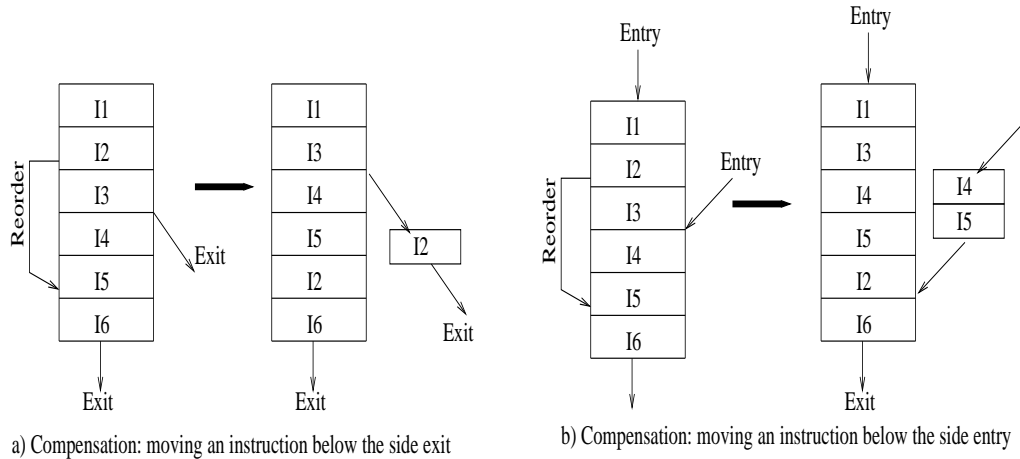 Entry
I1
I2
I3
I4
I5
I6
Reorder
Exit
Exit
I1
I3
I4
I5
I2
I6
I2
Exit
Exit
a) Compensation: moving an instruction below the side exit
Entry
I1
I2
I3
I4
I5
I6
Reorder
Entry
Entry
I1
I3
I4
I5
I2
I6
I4
I5
Exit
b) Compensation: moving an instruction below the side entry